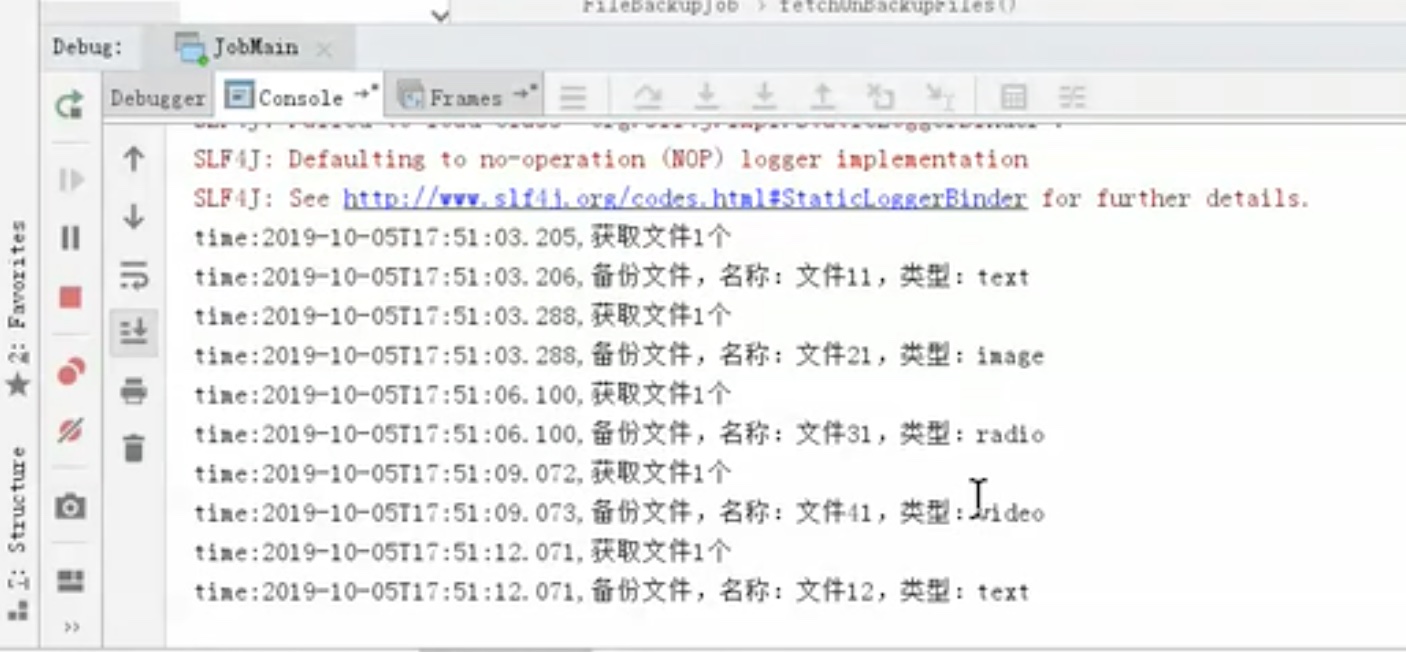 FileBackupJob › fetchUnBackupFiles()
Debug: JobMain
Debugger Console Frames
SLF4J: Failed to load class "org.slf4j.impl.StaticLoggerBinder".
SLF4J: Defaulting to no-operation (NOP) logger implementation
SLF4J: See http://www.slf4j.org/codes.html#StaticLoggerBinder for further details.
time:2019-10-05T17:51:03.205,获取文件1个
time:2019-10-05T17:51:03.206,备份文件，名称：文件11，类型：text
time:2019-10-05T17:51:03.288,获取文件1个
time:2019-10-05T17:51:03.288,备份文件，名称：文件21，类型：image
time:2019-10-05T17:51:06.100,获取文件1个
time:2019-10-05T17:51:06.100,备份文件，名称：文件31，类型：radio
time:2019-10-05T17:51:09.072,获取文件1个
time:2019-10-05T17:51:09.073,备份文件，名称：文件41，类型：video
time:2019-10-05T17:51:12.071,获取文件1个
time:2019-10-05T17:51:12.071,备份文件，名称：文件12，类型：text
2: Favorites
7: Structure